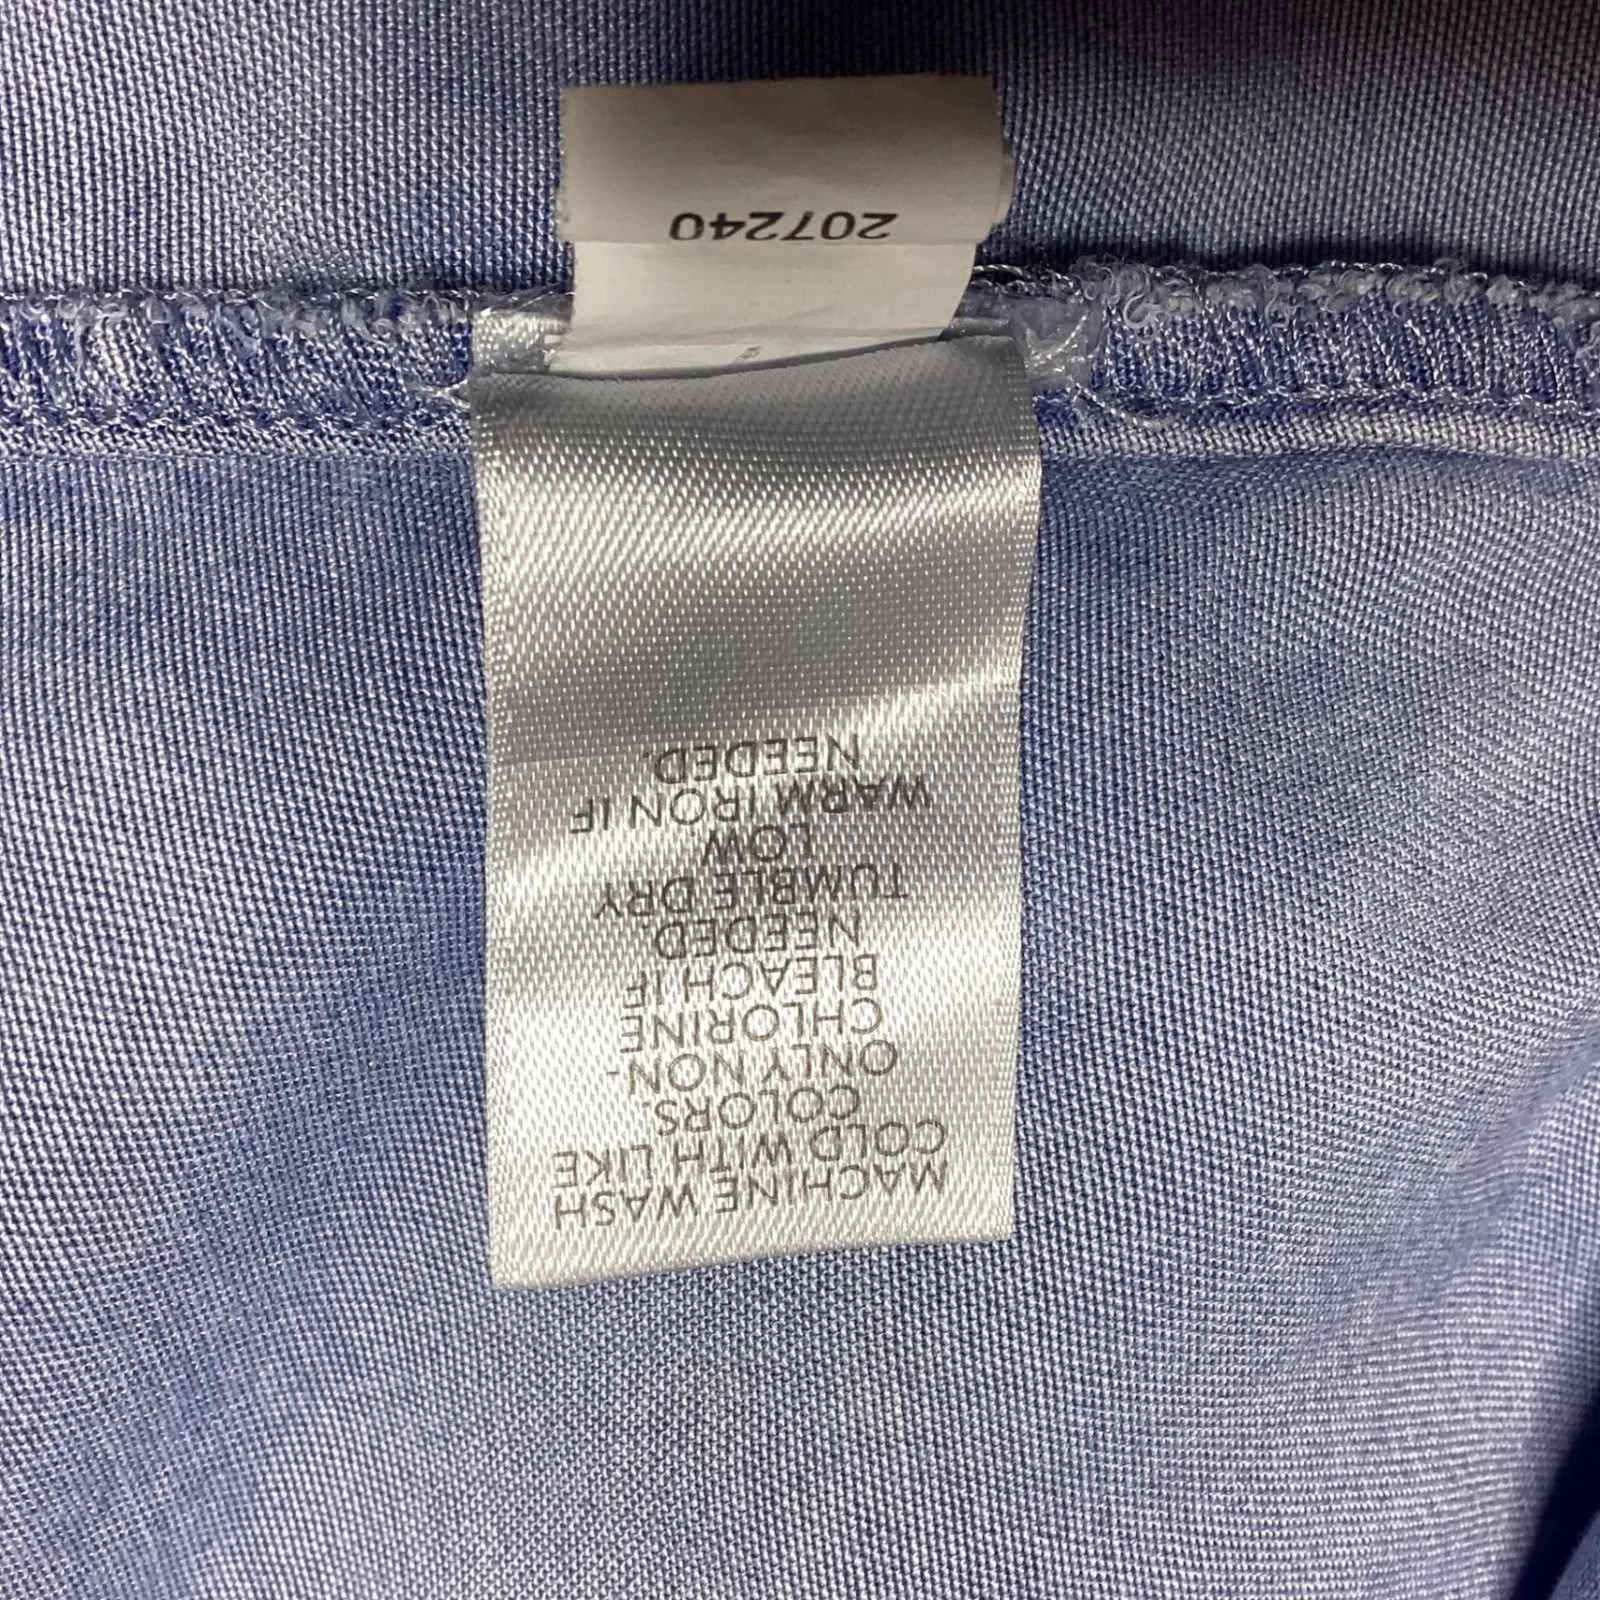 MACHINE WASH
COLD WITH LIKE
COLORS.
ONLY NON-
CHLORINE
BLEACH IF
NEEDED.
TUMBLE DRY
LOW
WARM IRON IF
NEEDED.
207240